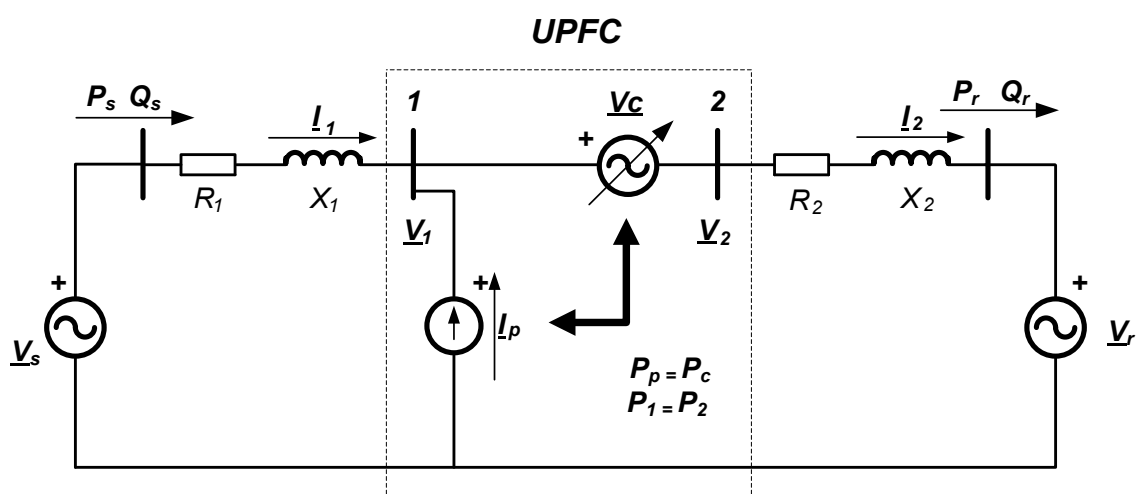 UPFC
Ps Qs
I1
1
Vc
2
I2
Pr Qr
+
R1
X1
V1
V2
R2
X2
+
+
+
Vs
Ip
Vr
Pp = Pc
P1 = P2